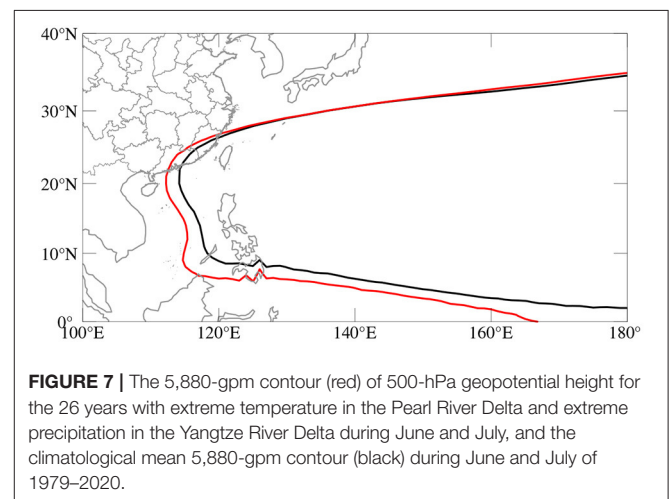 40°N
30°N
20°N
10°N
0°
100°E
120°E
140°E
160°E
180°
FIGURE 7 | The 5,880-gpm contour (red) of 500-hPa geopotential height for
the 26 years with extreme temperature in the Pearl River Delta and extreme
precipitation in the Yangtze River Delta during June and July, and the
climatological mean 5,880-gpm contour (black) during June and July of
1979–2020.